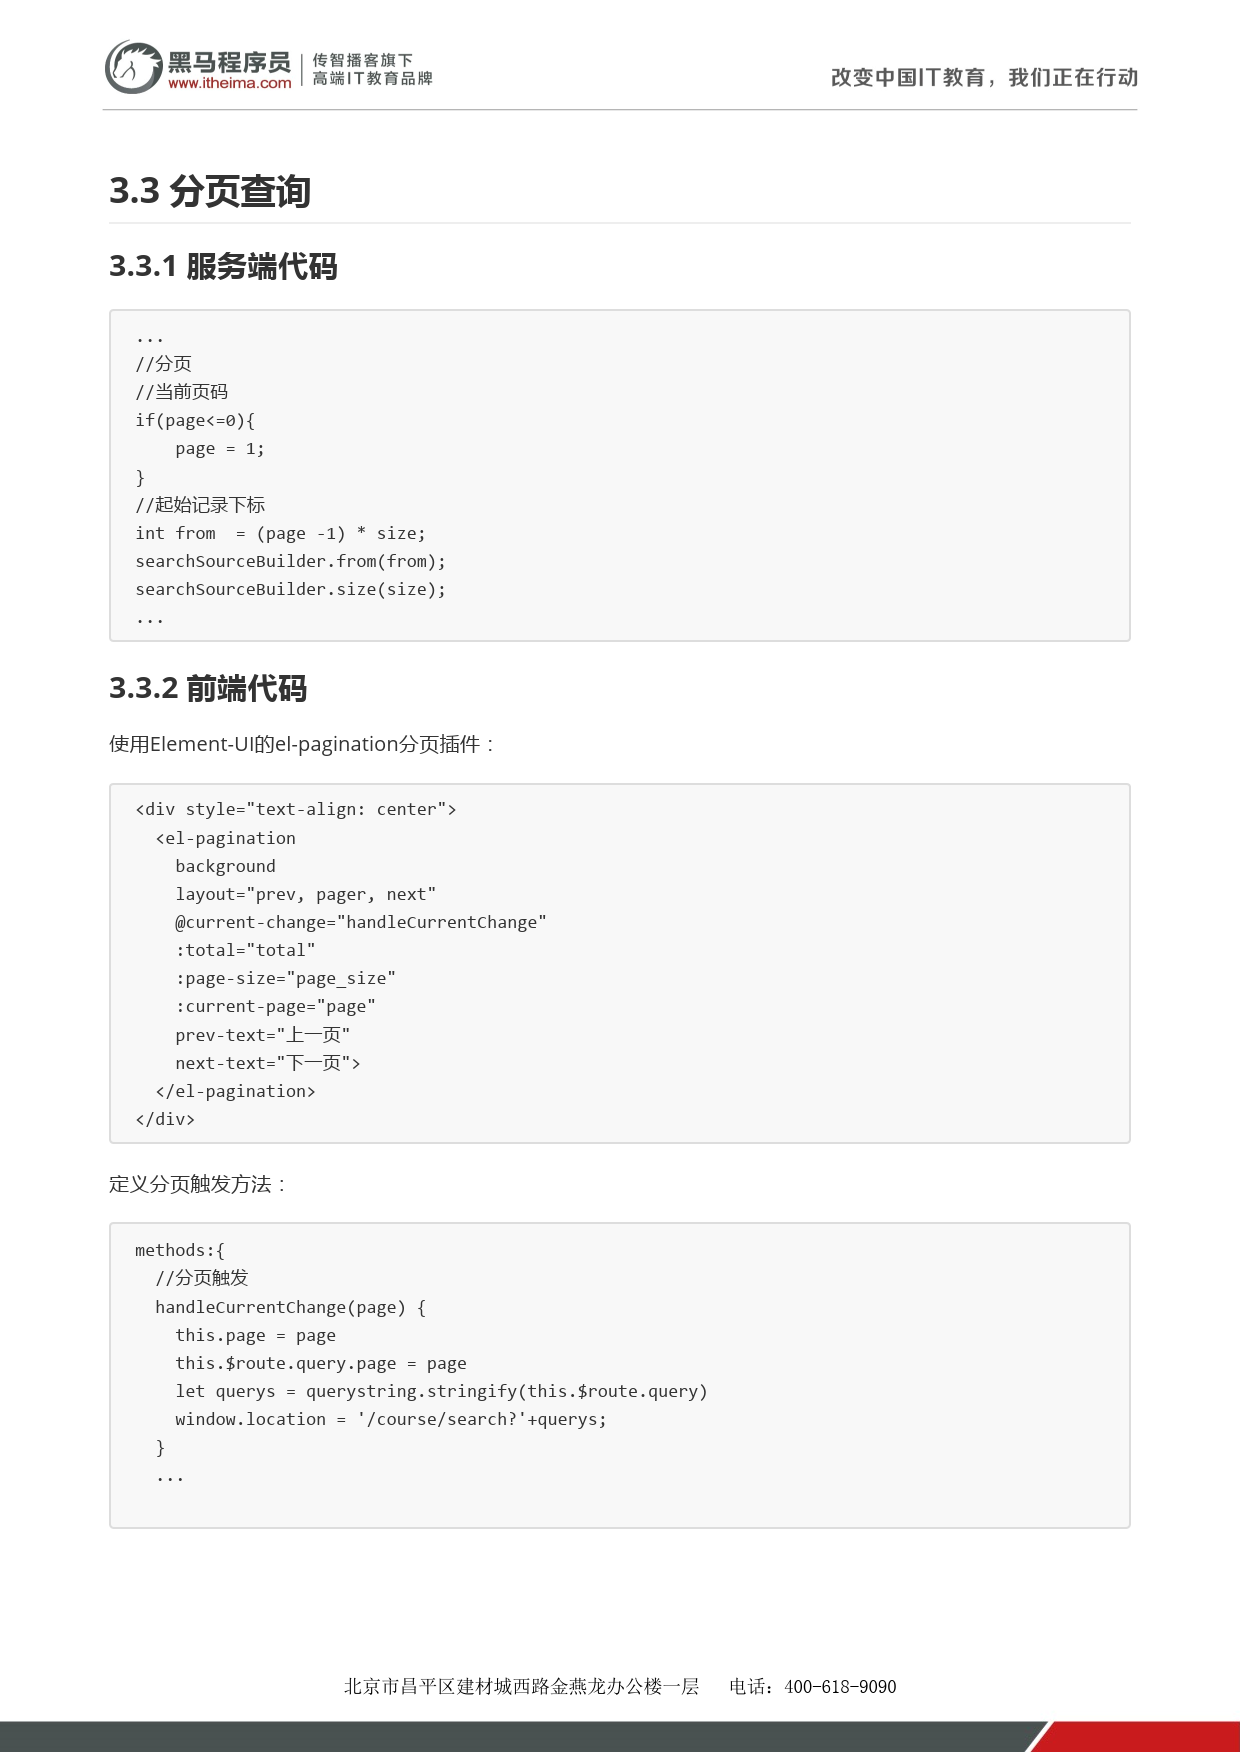 黑马程序员
www.itheima.com
传智播客旗下
高端IT教育品牌
改变中国IT教育，我们正在行动
3.3 分页查询
3.3.1 服务端代码
...
//分页
//当前页码
if(page<=0){
    page = 1;
}
//起始记录下标
int from  = (page -1) * size;
searchSourceBuilder.from(from);
searchSourceBuilder.size(size);
...
3.3.2 前端代码
使用Element-UI的el-pagination分页插件：
<div style="text-align: center">
  <el-pagination
    background
    layout="prev, pager, next"
    @current-change="handleCurrentChange"
    :total="total"
    :page-size="page_size"
    :current-page="page"
    prev-text="上一页"
    next-text="下一页">
  </el-pagination>
</div>
定义分页触发方法：
methods:{
  //分页触发
  handleCurrentChange(page) {
    this.page = page
    this.$route.query.page = page
    let querys = querystring.stringify(this.$route.query)
    window.location = '/course/search?'+querys;
  }
  ...
北京市昌平区建材城西路金燕龙办公楼一层 电话：400-618-9090